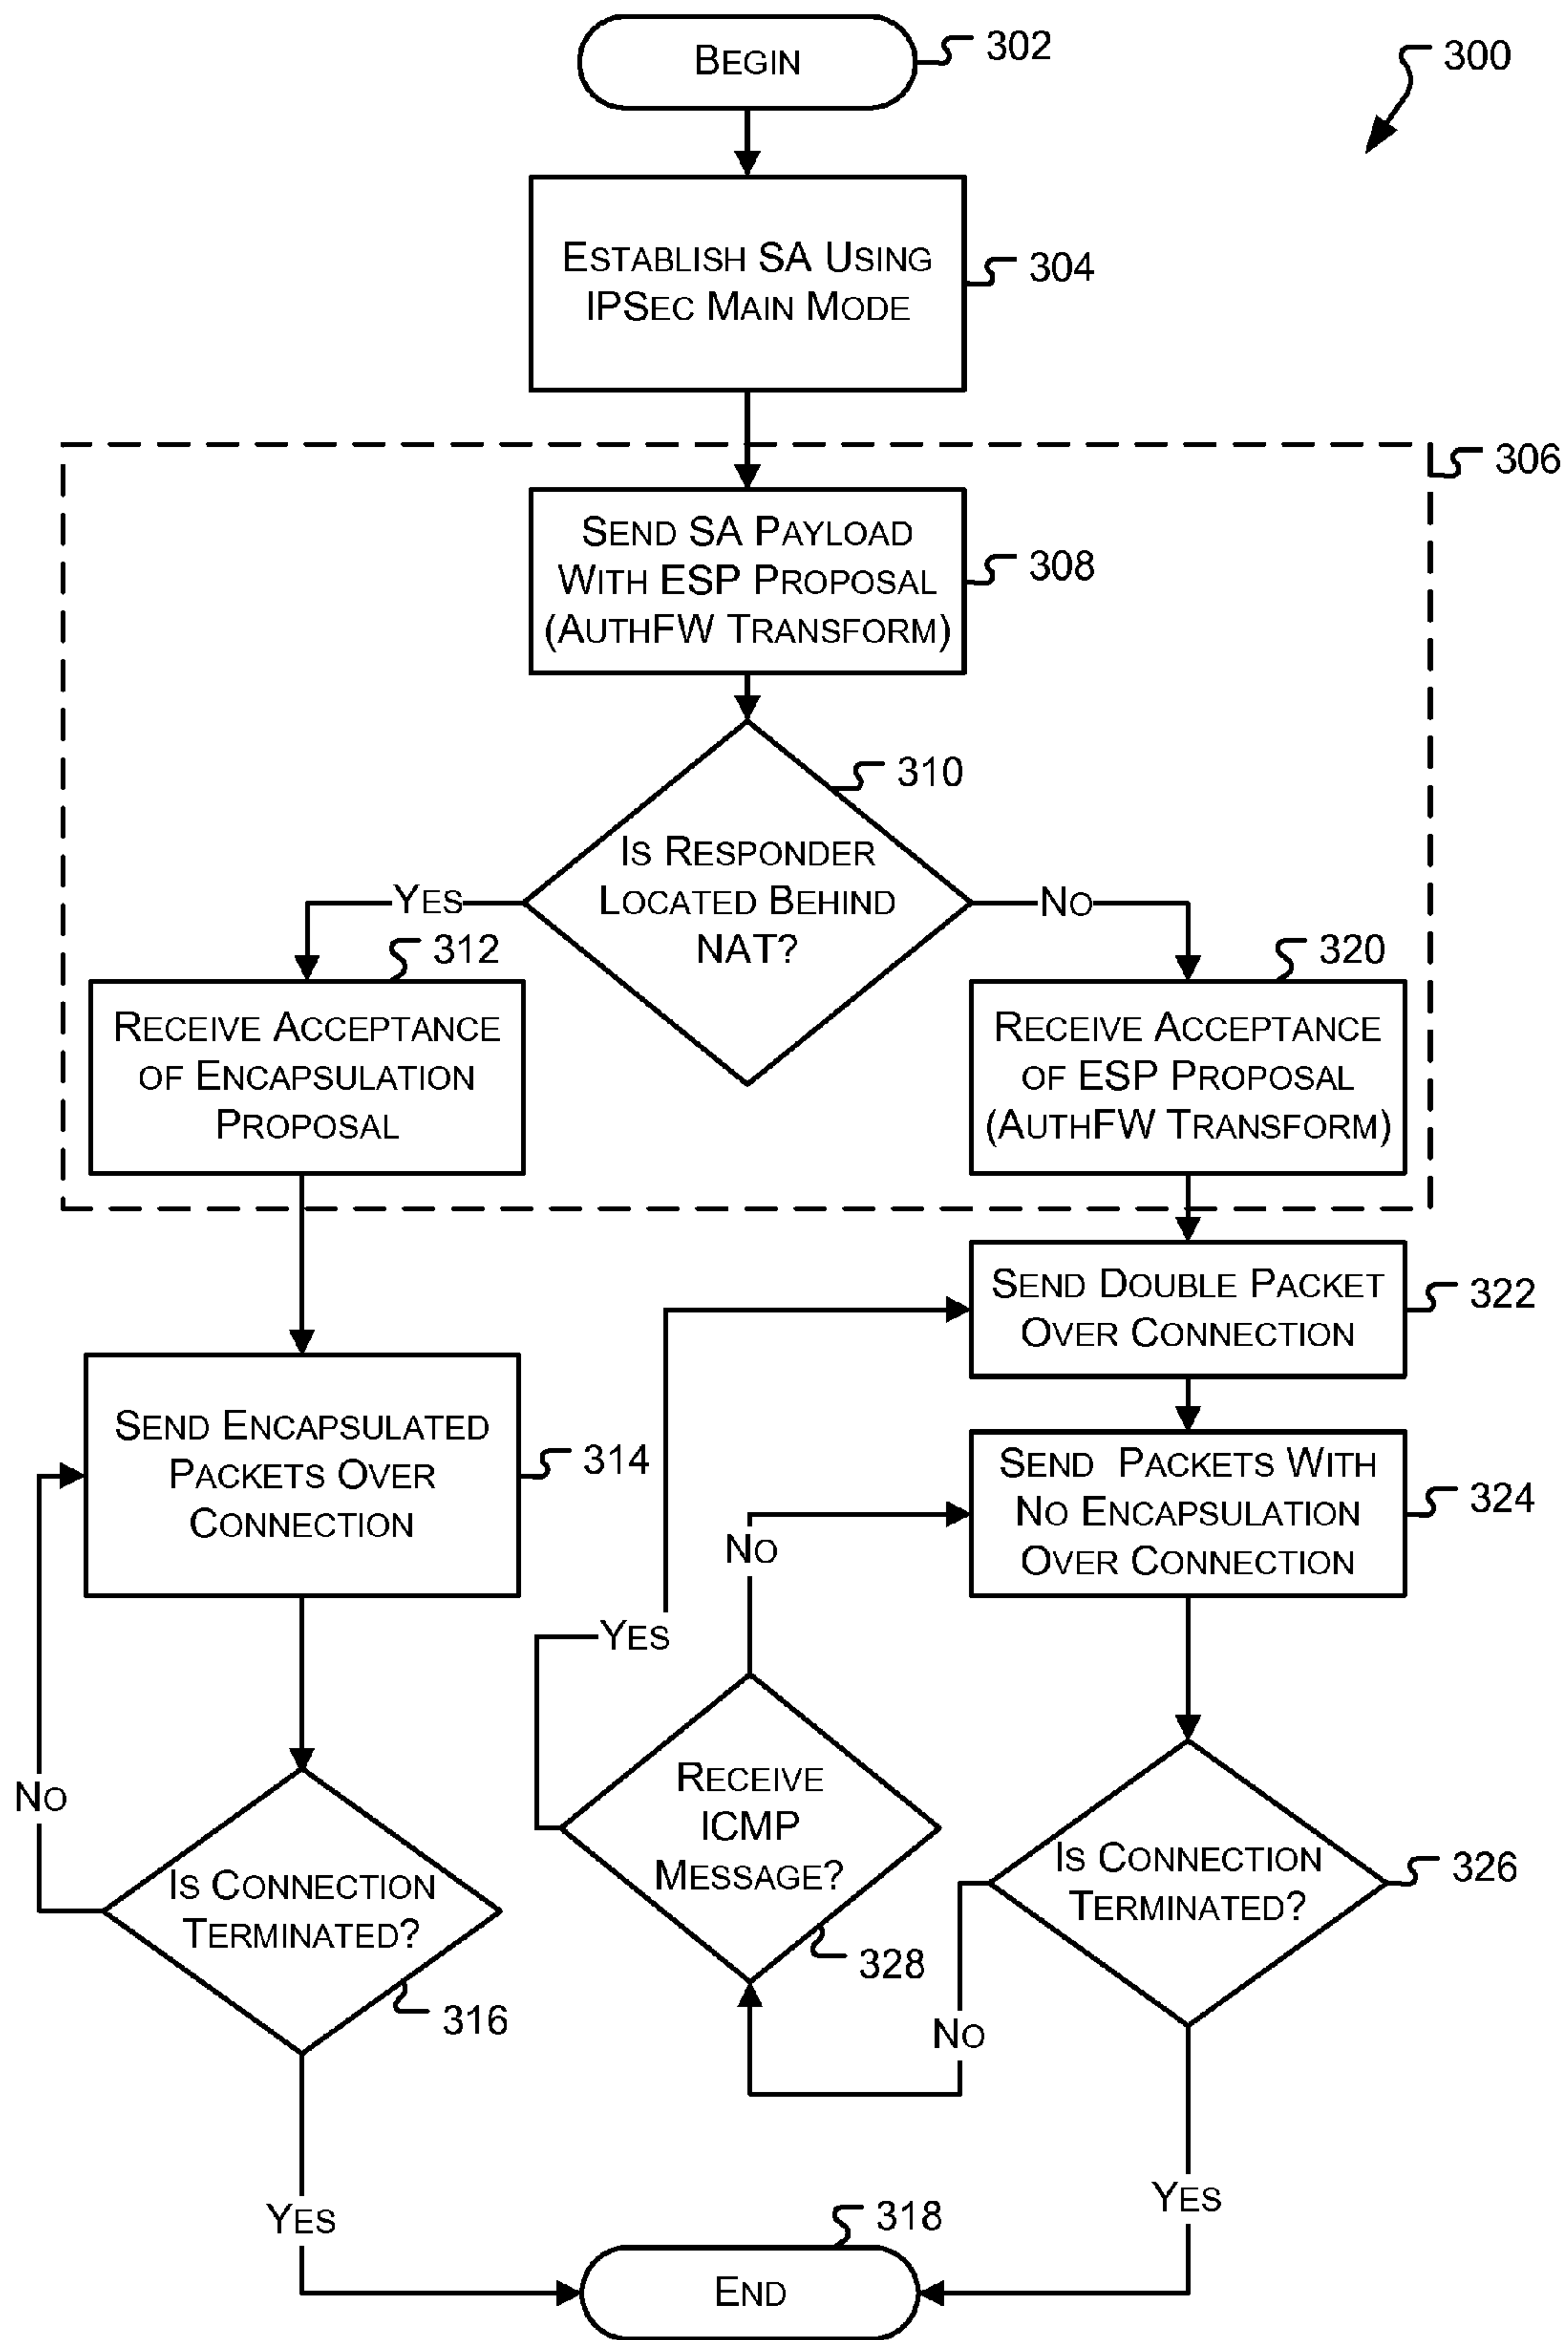 BEGIN
302
300
ESTABLISH SA USING
IPSEC MAIN MODE
304
306
SEND SA PAYLOAD
WITH ESP PROPOSAL
(AUTHFW TRANSFORM)
308
310
IS RESPONDER
LOCATED BEHIND
NAT?
YES
NO
312
320
RECEIVE ACCEPTANCE
OF ENCAPSULATION
PROPOSAL
RECEIVE ACCEPTANCE
OF ESP PROPOSAL
(AUTHFW TRANSFORM)
SEND DOUBLE PACKET
OVER CONNECTION
322
SEND ENCAPSULATED
PACKETS OVER
CONNECTION
314
SEND PACKETS WITH
NO ENCAPSULATION
OVER CONNECTION
324
NO
YES
RECEIVE
ICMP
MESSAGE?
328
NO
IS CONNECTION
TERMINATED?
316
IS CONNECTION
TERMINATED?
326
NO
YES
YES
318
END